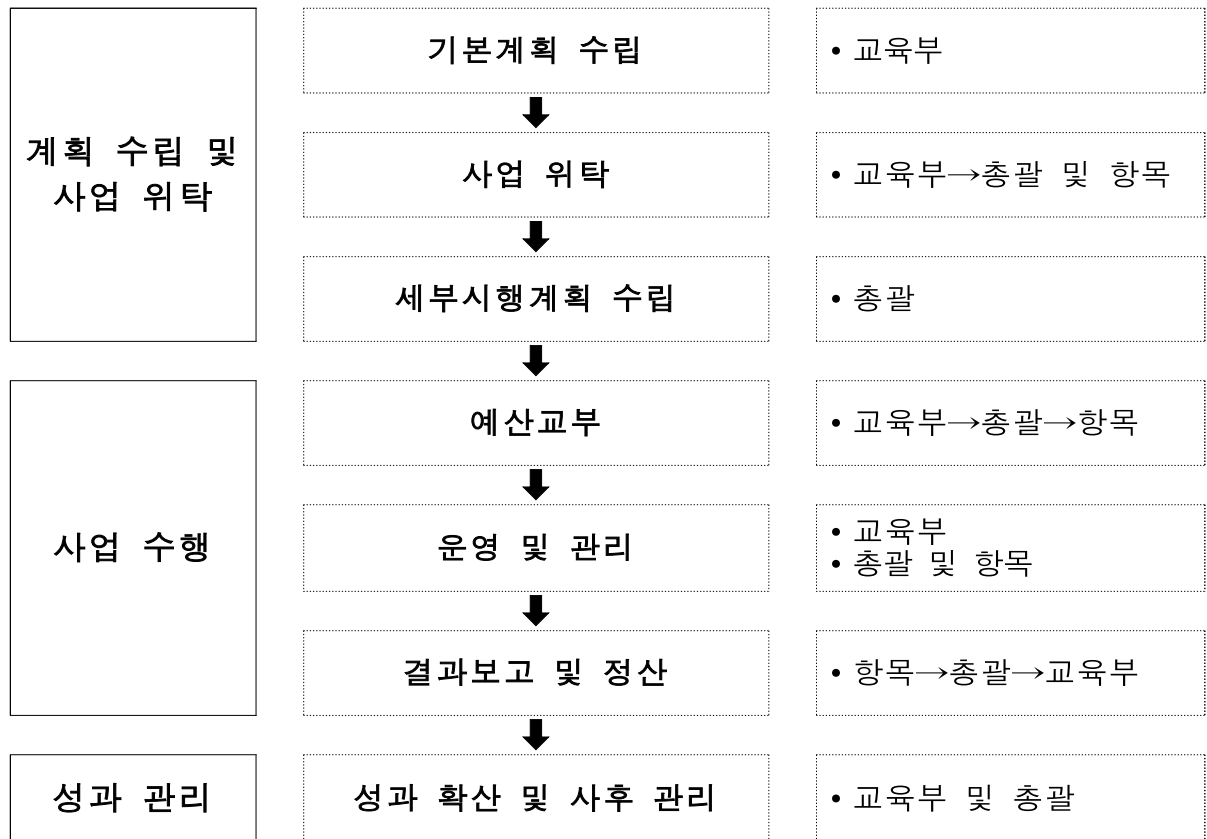 계획 수립 및
사업 위탁
기본계획 수립
• 교육부
사업 위탁
• 교육부→총괄 및 항목
세부시행계획 수립
• 총괄
사업 수행
예산교부
• 교육부→총괄→항목
운영 및 관리
• 교육부
• 총괄 및 항목
결과보고 및 정산
• 항목→총괄→교육부
성과 관리
성과 확산 및 사후 관리
• 교육부 및 총괄